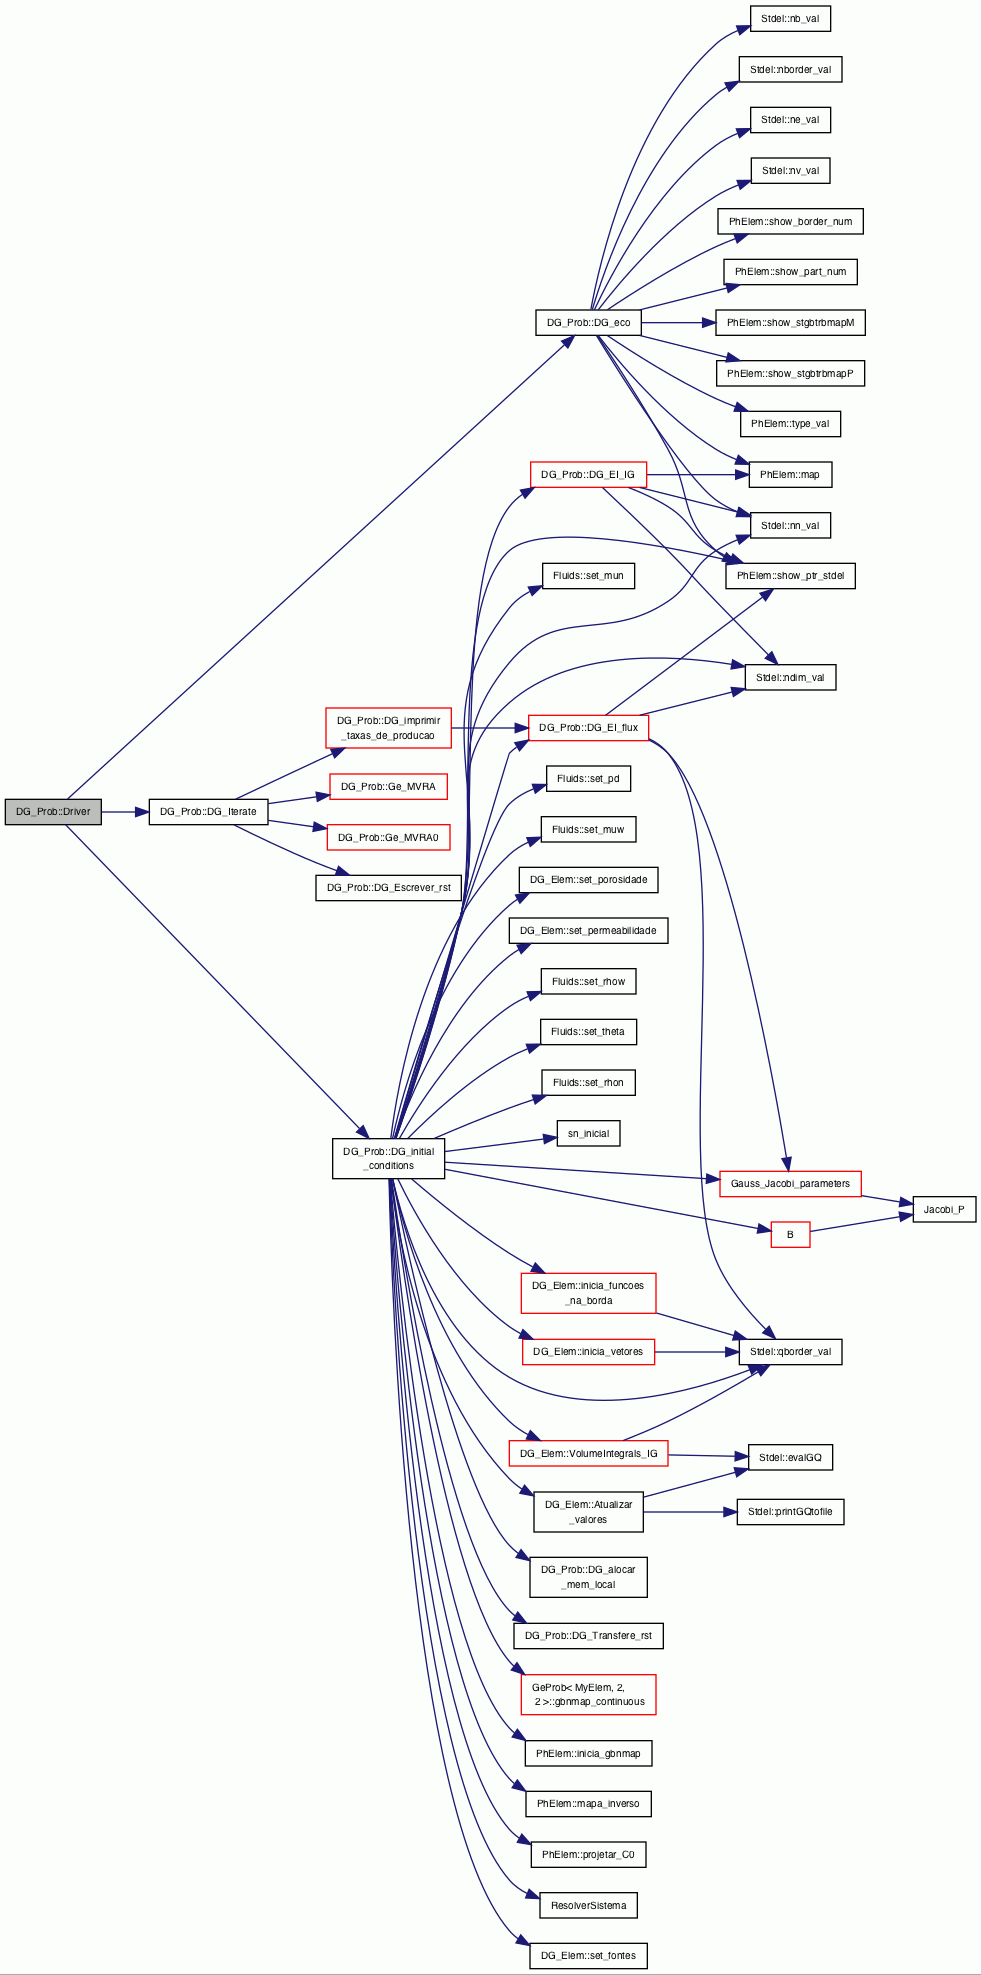 Stdel::nb_val
Stdel::nborder_val
Stdel::ne_val
Stdel::nv_val
PhElem::show_border_num
PhElem::show_part_num
DG_Prob::DG_eco
PhElem::show_stgbtrbmapM
PhElem::show_stgbtrbmapP
PhElem::type_val
DG_Prob::DG_EI_IG
PhElem::map
Stdel::nn_val
Fluids::set_mun
PhElem::show_ptr_stdel
Stdel::ndim_val
DG_Prob::DG_imprimir
_taxas_de_producao
DG_Prob::DG_EI_flux
Fluids::set_pd
DG_Prob::Ge_MVRA
DG_Prob::Driver
DG_Prob::DG_Iterate
Fluids::set_muw
DG_Prob::Ge_MVRA0
DG_Prob::DG_Escrever_rst
DG_Elem::set_porosidade
DG_Elem::set_permeabilidade
Fluids::set_rhow
Fluids::set_theta
Fluids::set_rhon
sn_inicial
DG_Prob::DG_initial
_conditions
Gauss_Jacobi_parameters
Jacobi_P
B
DG_Elem::inicia_funcoes
_na_borda
DG_Elem::inicia_vetores
Stdel::qborder_val
DG_Elem::VolumeIntegrals_IG
Stdel::evalGQ
DG_Elem::Atualizar
_valores
Stdel::printGQtofile
DG_Prob::DG_alocar
_mem_local
DG_Prob::DG_Transfere_rst
GeProb< MyElem, 2,
2 >::gbnmap_continuous
PhElem::inicia_gbnmap
PhElem::mapa_inverso
PhElem::projetar_C0
ResolverSistema
DG_Elem::set_fontes